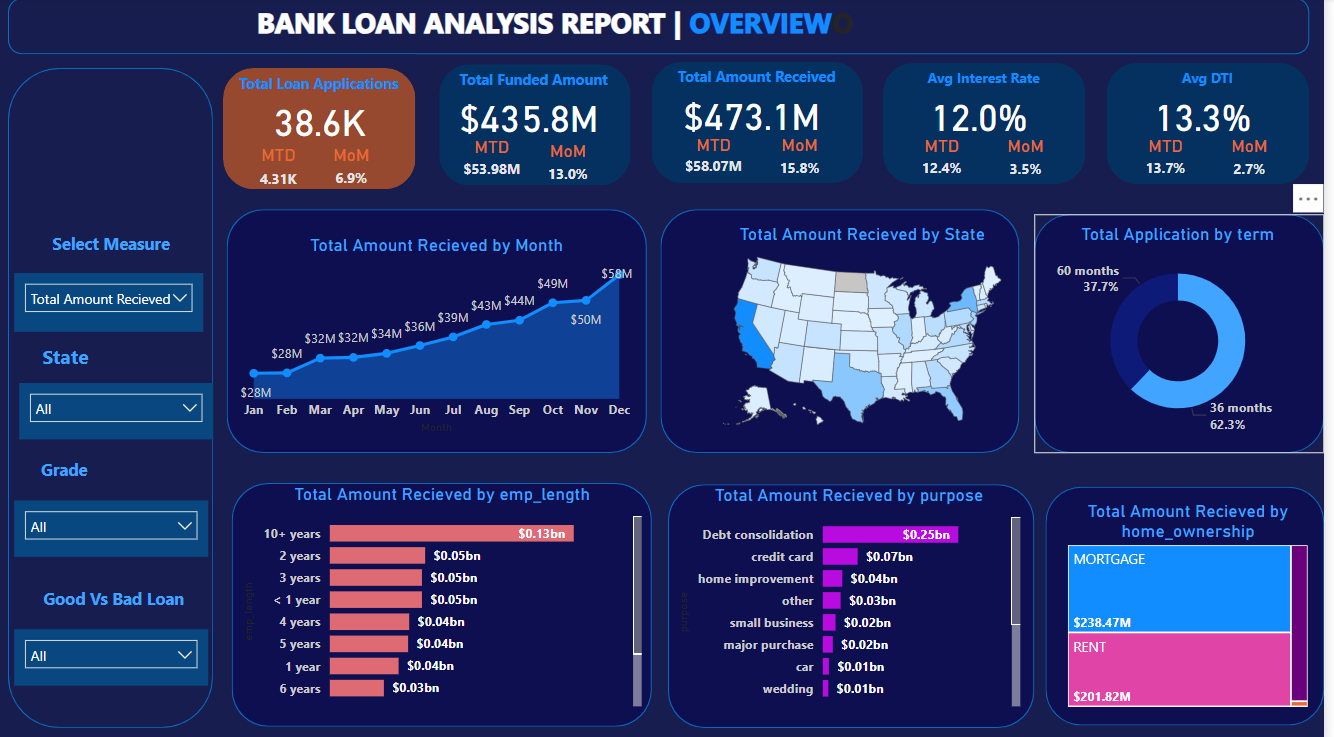 BANK LOAN ANALYSIS REPORT | OVERVIEWO
Total Loan Applications
38.6K
MTD MoM
4.31K 6.9%
Total Funded Amount
$435.8M
MTD MoM
$53.98M 13.0%
Total Amount Received
$473.1M
MTD MoM
$58.07M 15.8%
Avg Interest Rate
12.0%
MTD MoM
12.4% 3.5%
Avg DTI
13.3%
MTD MoM
13.7% 2.7%
Select Measure
Total Amount Recieved
State
All
Grade
All
Good Vs Bad Loan
All
Total Amount Recieved by Month
$28M
$28M
$32M
$32M
$34M
$36M
$39M
$43M
$44M
$49M
$50M
$58M
Jan Feb Mar Apr May Jun Jul Aug Sep Oct Nov Dec
Month
Total Amount Recieved by State
Total Application by term
60 months
37.7%
36 months
62.3%
Total Amount Recieved by emp_length
emp_length
10+ years $0.13bn
2 years $0.05bn
3 years $0.05bn
< 1 year $0.05bn
4 years $0.04bn
5 years $0.04bn
1 year $0.04bn
6 years $0.03bn
Total Amount Recieved by purpose
purpose
Debt consolidation $0.25bn
credit card $0.07bn
home improvement $0.04bn
other $0.03bn
small business $0.02bn
major purchase $0.02bn
car $0.01bn
wedding $0.01bn
Total Amount Recieved by
home_ownership
MORTGAGE
$238.47M
RENT
$201.82M